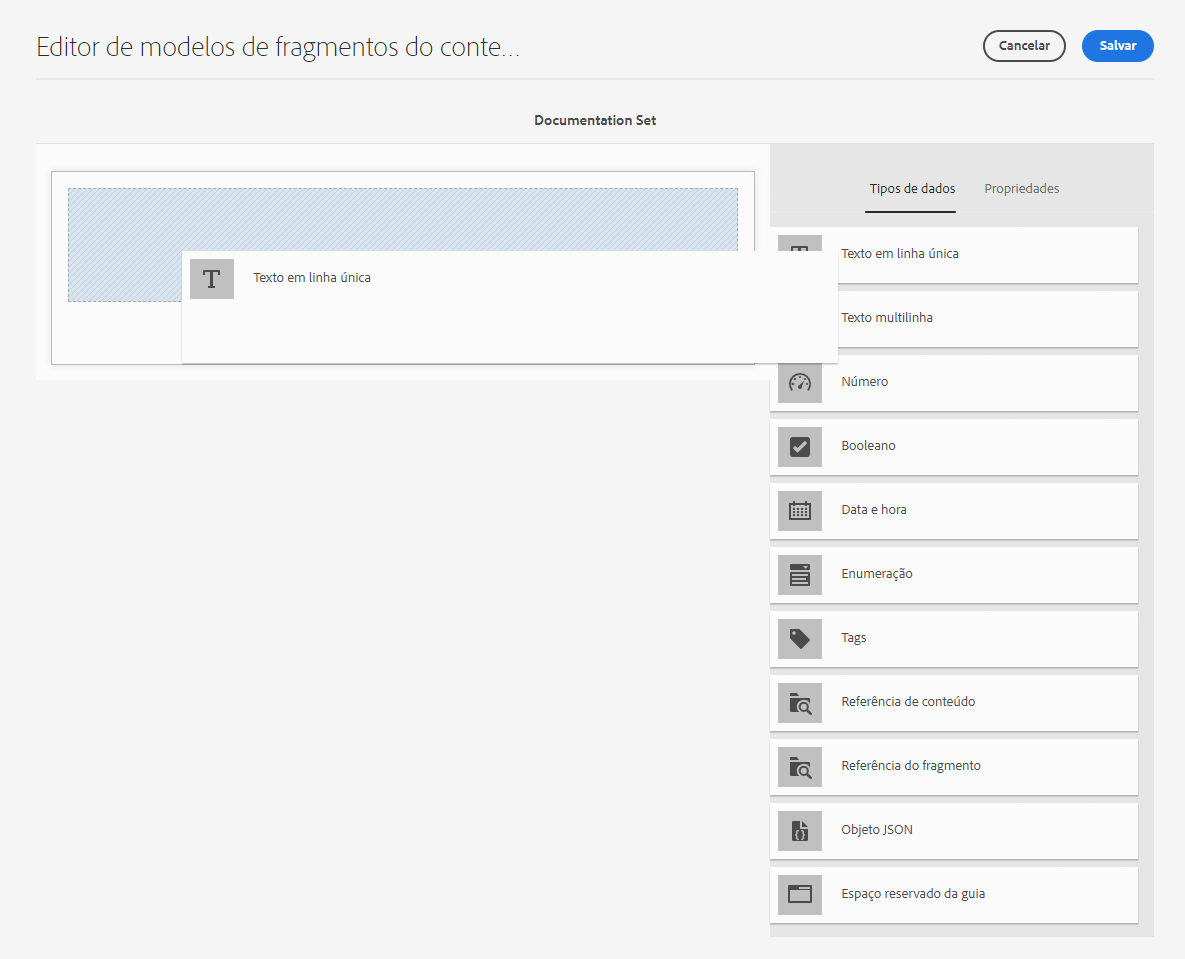 Editor de modelos de fragmentos do conte...
Cancelar
Salvar
Documentation Set
Tipos de dados
Propriedades
Texto em linha única
Texto em linha única
Texto multilinha
Número
Booleano
Data e hora
Enumeração
Tags
Referência de conteúdo
Referência do fragmento
Objeto JSON
Espaço reservado da guia